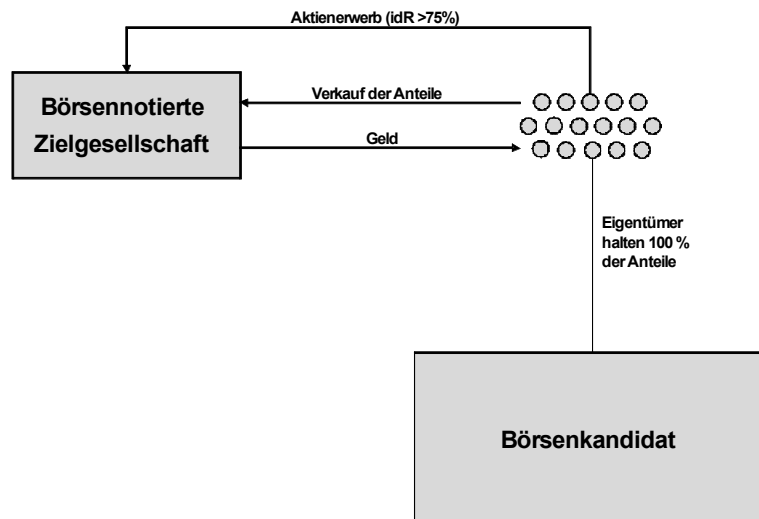 Aktienerwerb (idR >75%)
Börsennotierte
Zielgesellschaft
Verkauf der Anteile
Geld
Eigentümer
halten 100 %
der Anteile
Börsenkandidat